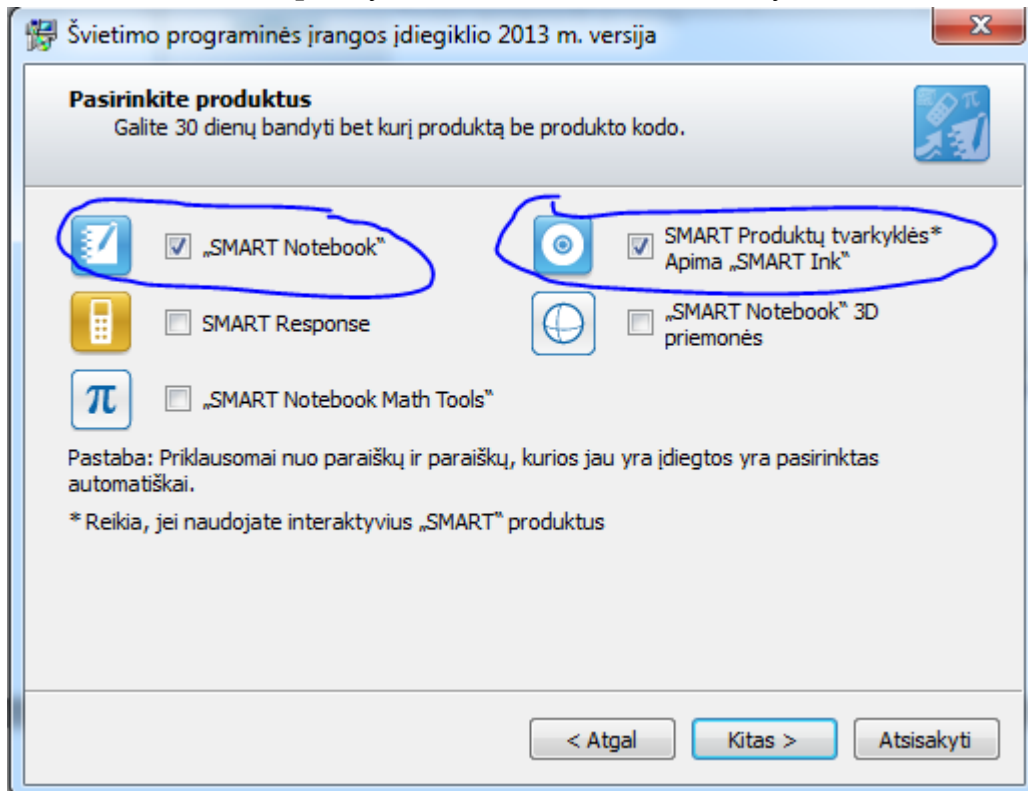 Švietimo programinės įrangos įdiegiklio 2013 m. versija
Pasirinkite produktus
Galite 30 dienų bandyti bet kurį produktą be produkto kodo.
„SMART Notebook“
SMART Produktų tvarkyklės*
Apima „SMART Ink“
SMART Response
„SMART Notebook“ 3D
priemonės
„SMART Notebook Math Tools“
Pastaba: Priklausomai nuo paraiškų ir paraiškų, kurios jau yra įdiegtos yra pasirinktas
automatiškai.
* Reikia, jei naudojate interaktyvius „SMART“ produktus
< Atgal
Kitas >
Atsisakyti